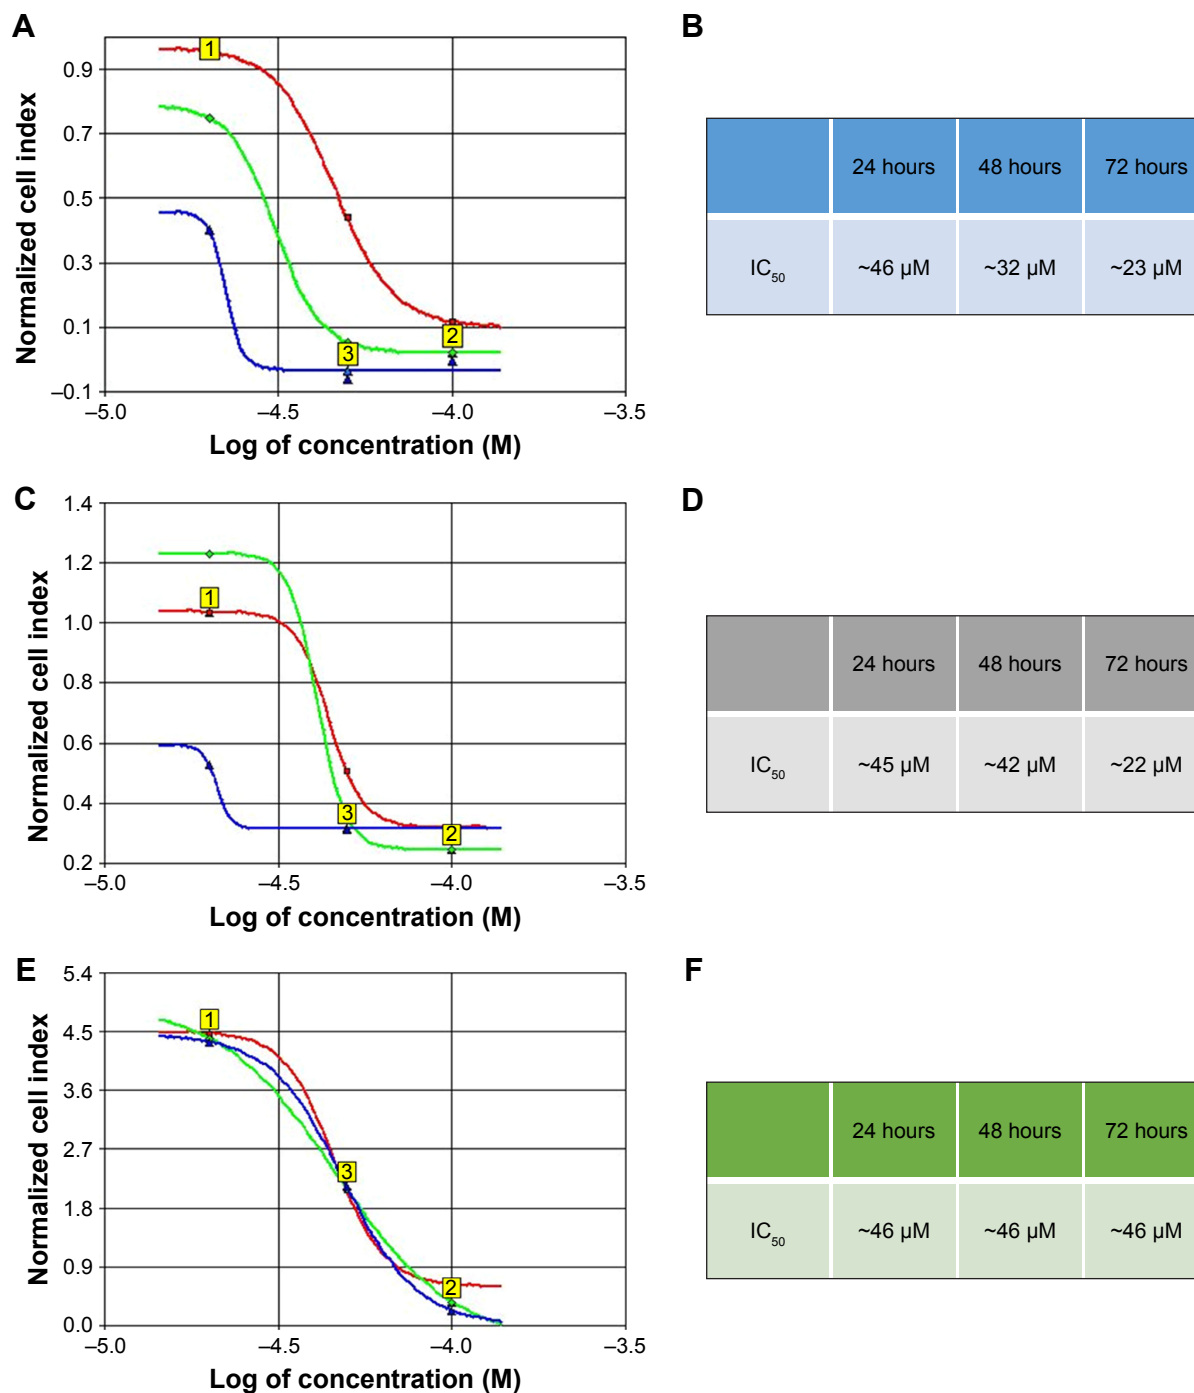 A
Normalized cell index
0.9
0.7
0.5
0.3
0.1
–0.1
1
2
3
–5.0
–4.5
–4.0
–3.5
Log of concentration (M)
B
24 hours 48 hours 72 hours
IC50 ~46 µM ~32 µM ~23 µM
C
Normalized cell index
1.4
1.2
1.0
0.8
0.6
0.4
0.2
1
3
2
–5.0
–4.5
–4.0
–3.5
Log of concentration (M)
D
24 hours 48 hours 72 hours
IC50 ~45 µM ~42 µM ~22 µM
E
Normalized cell index
5.4
4.5
3.6
2.7
1.8
0.9
0.0
1
3
2
–5.0
–4.5
–4.0
–3.5
Log of concentration (M)
F
24 hours 48 hours 72 hours
IC50 ~46 µM ~46 µM ~46 µM